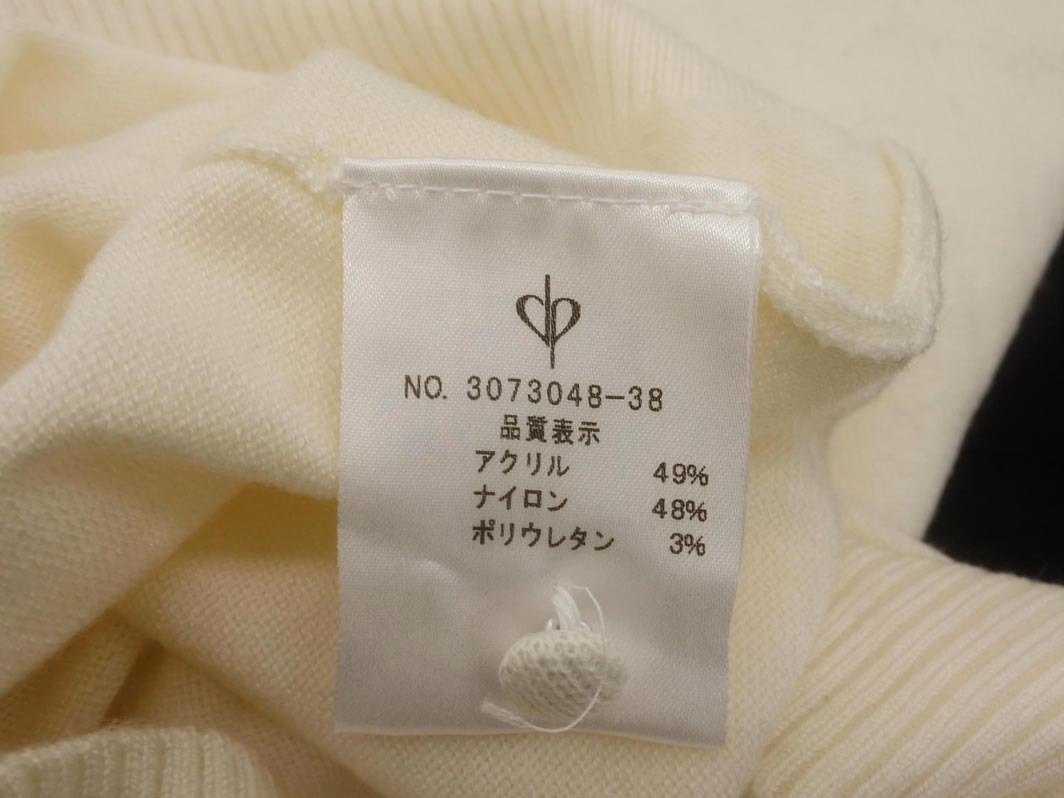 NO. 3073048-38
品質表示
アクリル 49%
ナイロン 48%
ポリウレタン 3%